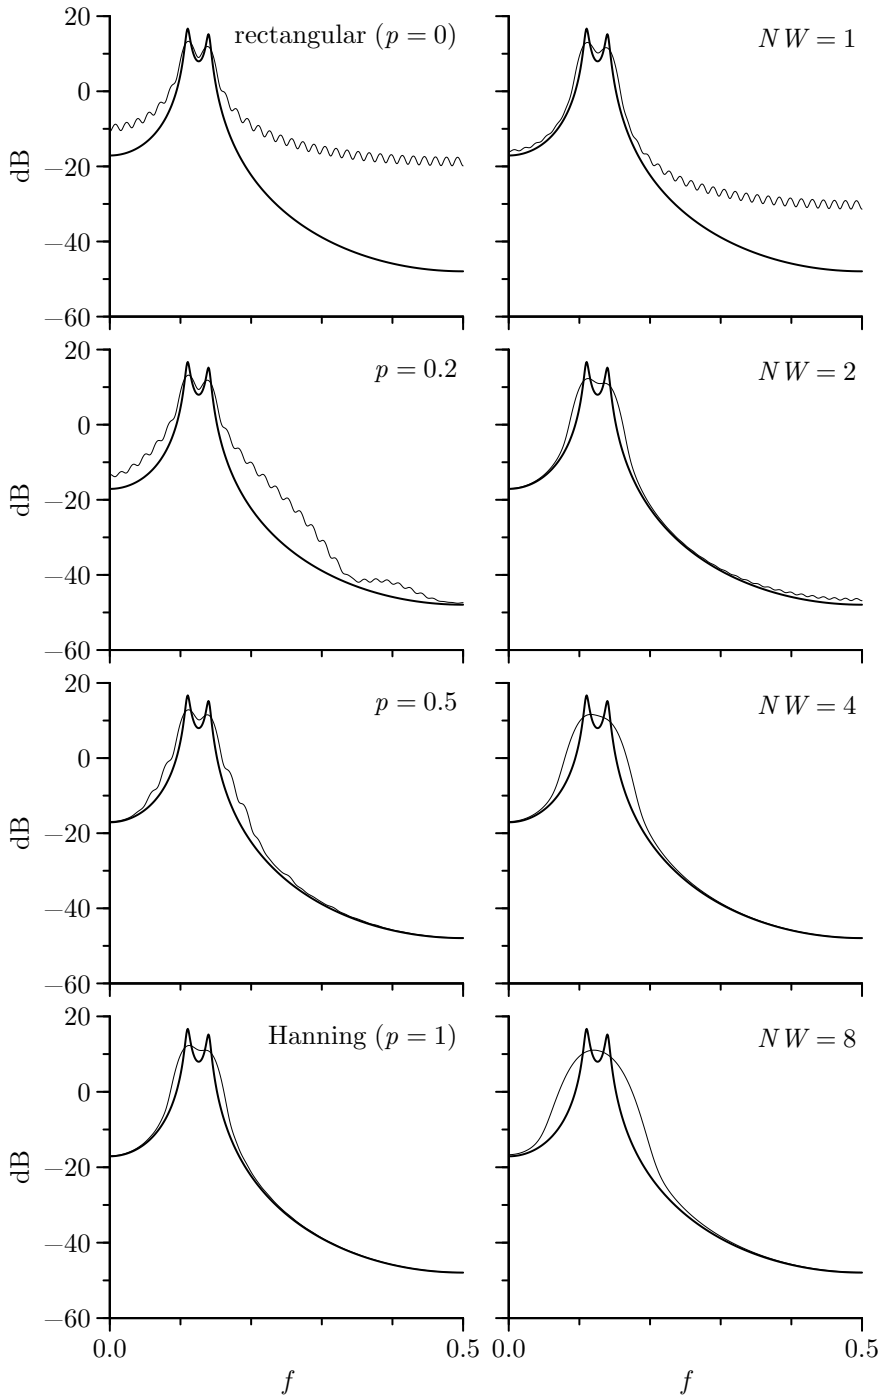 20
0
−20
−40
−60
dB
rectangular (p = 0)
NW = 1
20
0
−20
−40
−60
dB
p = 0.2
NW = 2
20
0
−20
−40
−60
dB
p = 0.5
NW = 4
20
0
−20
−40
−60
dB
Hanning (p = 1)
NW = 8
0.0 0.5 0.0 0.5
f f